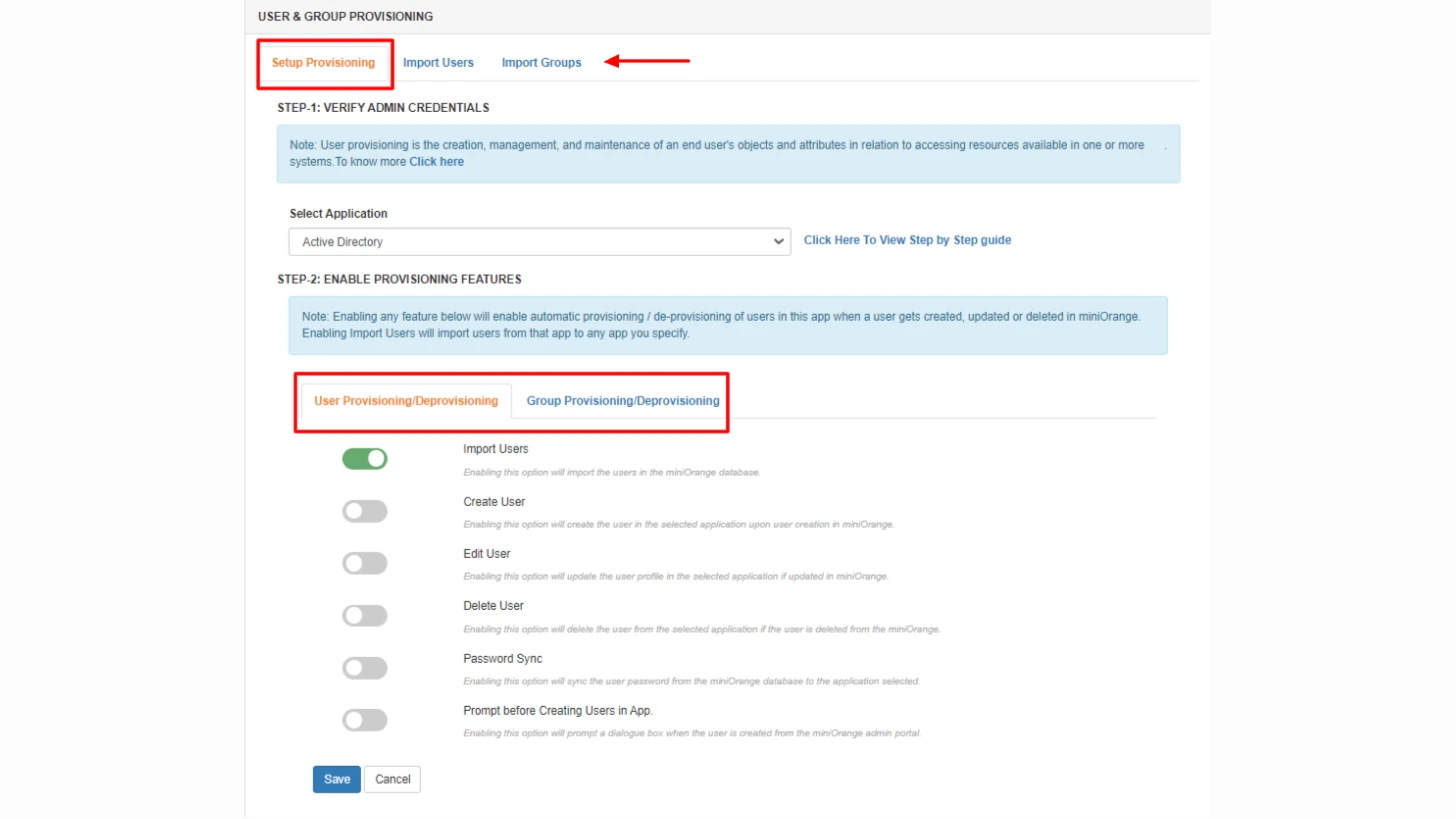 USER & GROUP PROVISIONING
Setup Provisioning Import Users Import Groups
STEP-1: VERIFY ADMIN CREDENTIALS
Note: User provisioning is the creation, management, and maintenance of an end user's objects and attributes in relation to accessing resources available in one or more .
systems.To know more Click here
Select Application
Active Directory Click Here To View Step by Step guide
STEP-2: ENABLE PROVISIONING FEATURES
Note: Enabling any feature below will enable automatic provisioning / de-provisioning of users in this app when a user gets created, updated or deleted in miniOrange.
Enabling Import Users will import users from that app to any app you specify.
User Provisioning/Deprovisioning Group Provisioning/Deprovisioning
Import Users
Enabling this option will import the users in the miniOrange database.
Create User
Enabling this option will create the user in the selected application upon user creation in miniOrange.
Edit User
Enabling this option will update the user profile in the selected application if updated in miniOrange.
Delete User
Enabling this option will delete the user from the selected application if the user is deleted from the miniOrange.
Password Sync
Enabling this option will sync the user password from the miniOrange database to the application selected.
Prompt before Creating Users in App.
Enabling this option will prompt a dialogue box when the user is created from the miniOrange admin portal.
Save Cancel